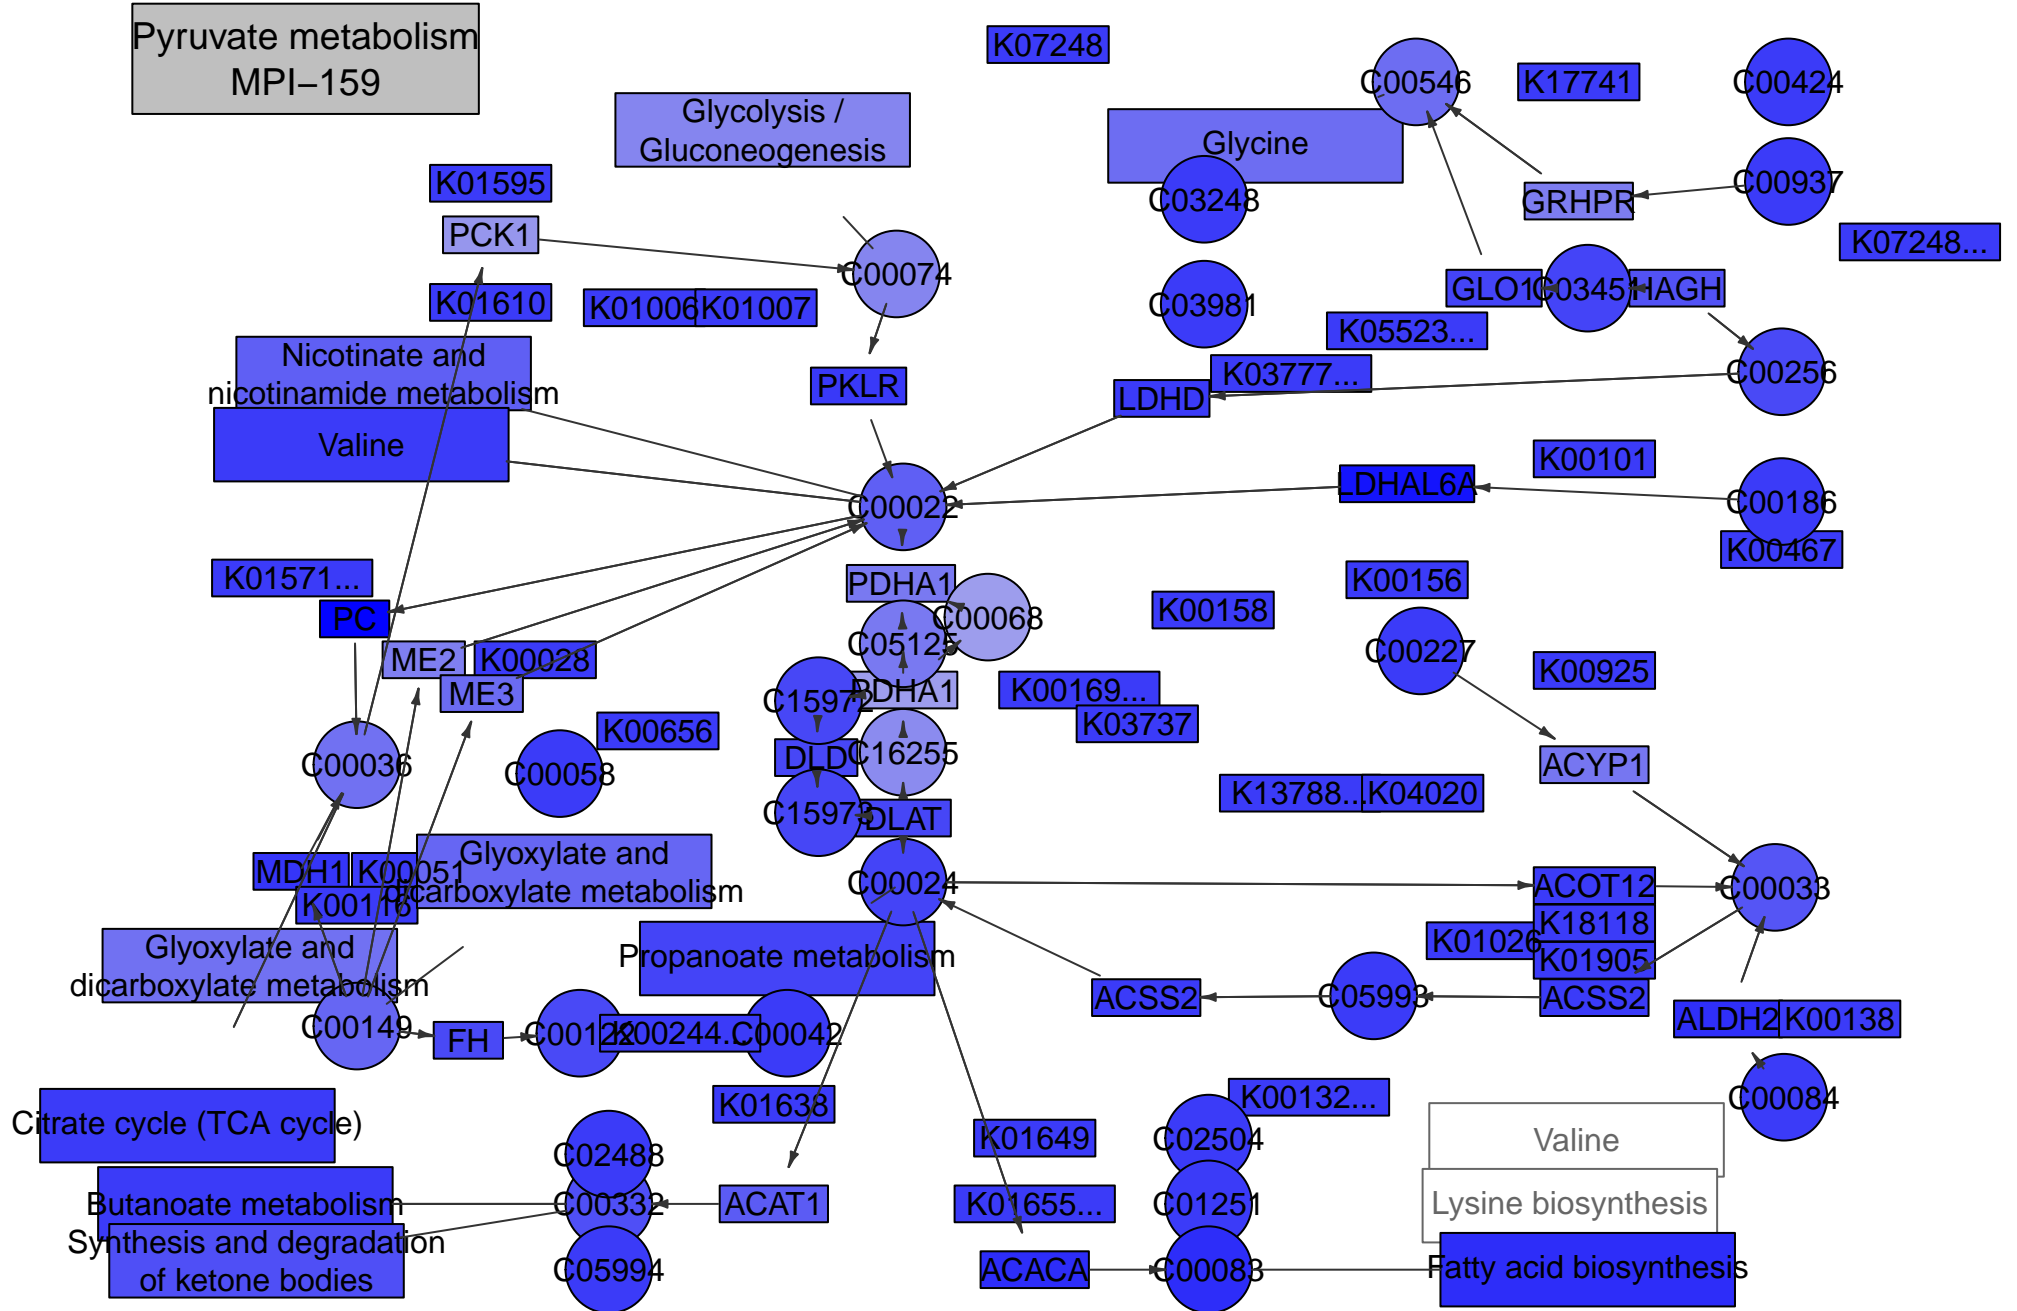 Pyruvate metabolism
MPI−159
K07248
C00546
K17741
C00424
Glycolysis /
Gluconeogenesis
Glycine
K01595
C03248
GRHPR
C00937
PCK1
K07248...
C00074
K01610
K01006
K01007
C03981
GLO1
C03451
HAGH
K05523...
Nicotinate and
nicotinamide metabolism
PKLR
K03777...
LDHD
C00256
Valine
K00101
C00022
LDHAL6A
C00186
K00467
K01571...
PDHA1
K00156
PC
C00068
K00158
C05125
C00227
ME2
K00028
ME3
K00925
C15972
PDHA1
K00169...
K03737
K00656
C00036
C00058
DLD
C16255
ACYP1
C15973
DLAT
K13788...
K04020
MDH1
K00051
Glyoxylate and
dicarboxylate metabolism
K00116
C00024
ACOT12
C00033
K18118
K01026
K01905
Glyoxylate and
dicarboxylate metabolism
Propanoate metabolism
ACSS2
C05993
ACSS2
C00149
FH
C00122
K00244...
C00042
ALDH2
K00138
K01638
K00132...
C00084
Citrate cycle (TCA cycle)
C02488
K01649
C02504
Valine
Butanoate metabolism
C00332
ACAT1
K01655...
C01251
Lysine biosynthesis
Synthesis and degradation
of ketone bodies
C05994
ACACA
C00083
Fatty acid biosynthesis